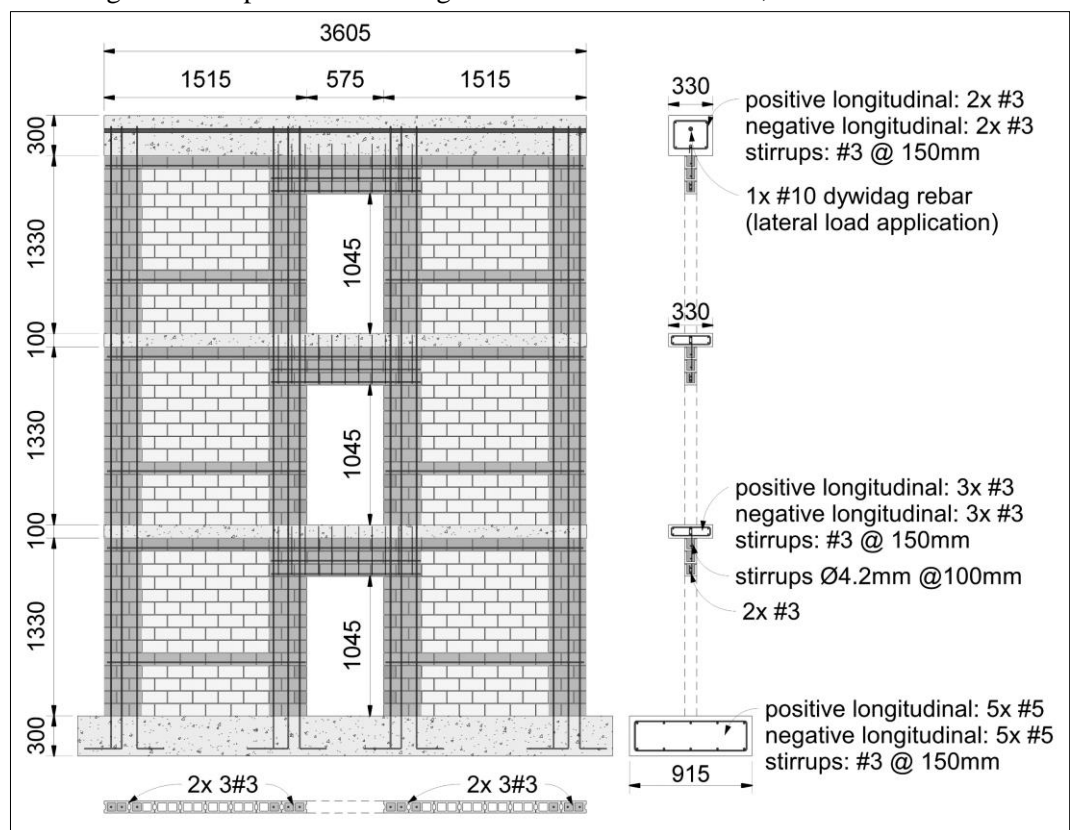 3605
1515
575
1515
330
300
positive longitudinal: 2x #3
negative longitudinal: 2x #3
stirrups: #3 @ 150mm
1x #10 dywidag rebar
(lateral load application)
1330
1045
330
100
1330
1045
100
positive longitudinal: 3x #3
negative longitudinal: 3x #3
stirrups: #3 @ 150mm
stirrups Ø4.2mm @100mm
2x #3
1330
1045
300
positive longitudinal: 5x #5
negative longitudinal: 5x #5
stirrups: #3 @ 150mm
915
2x 3#3
2x 3#3